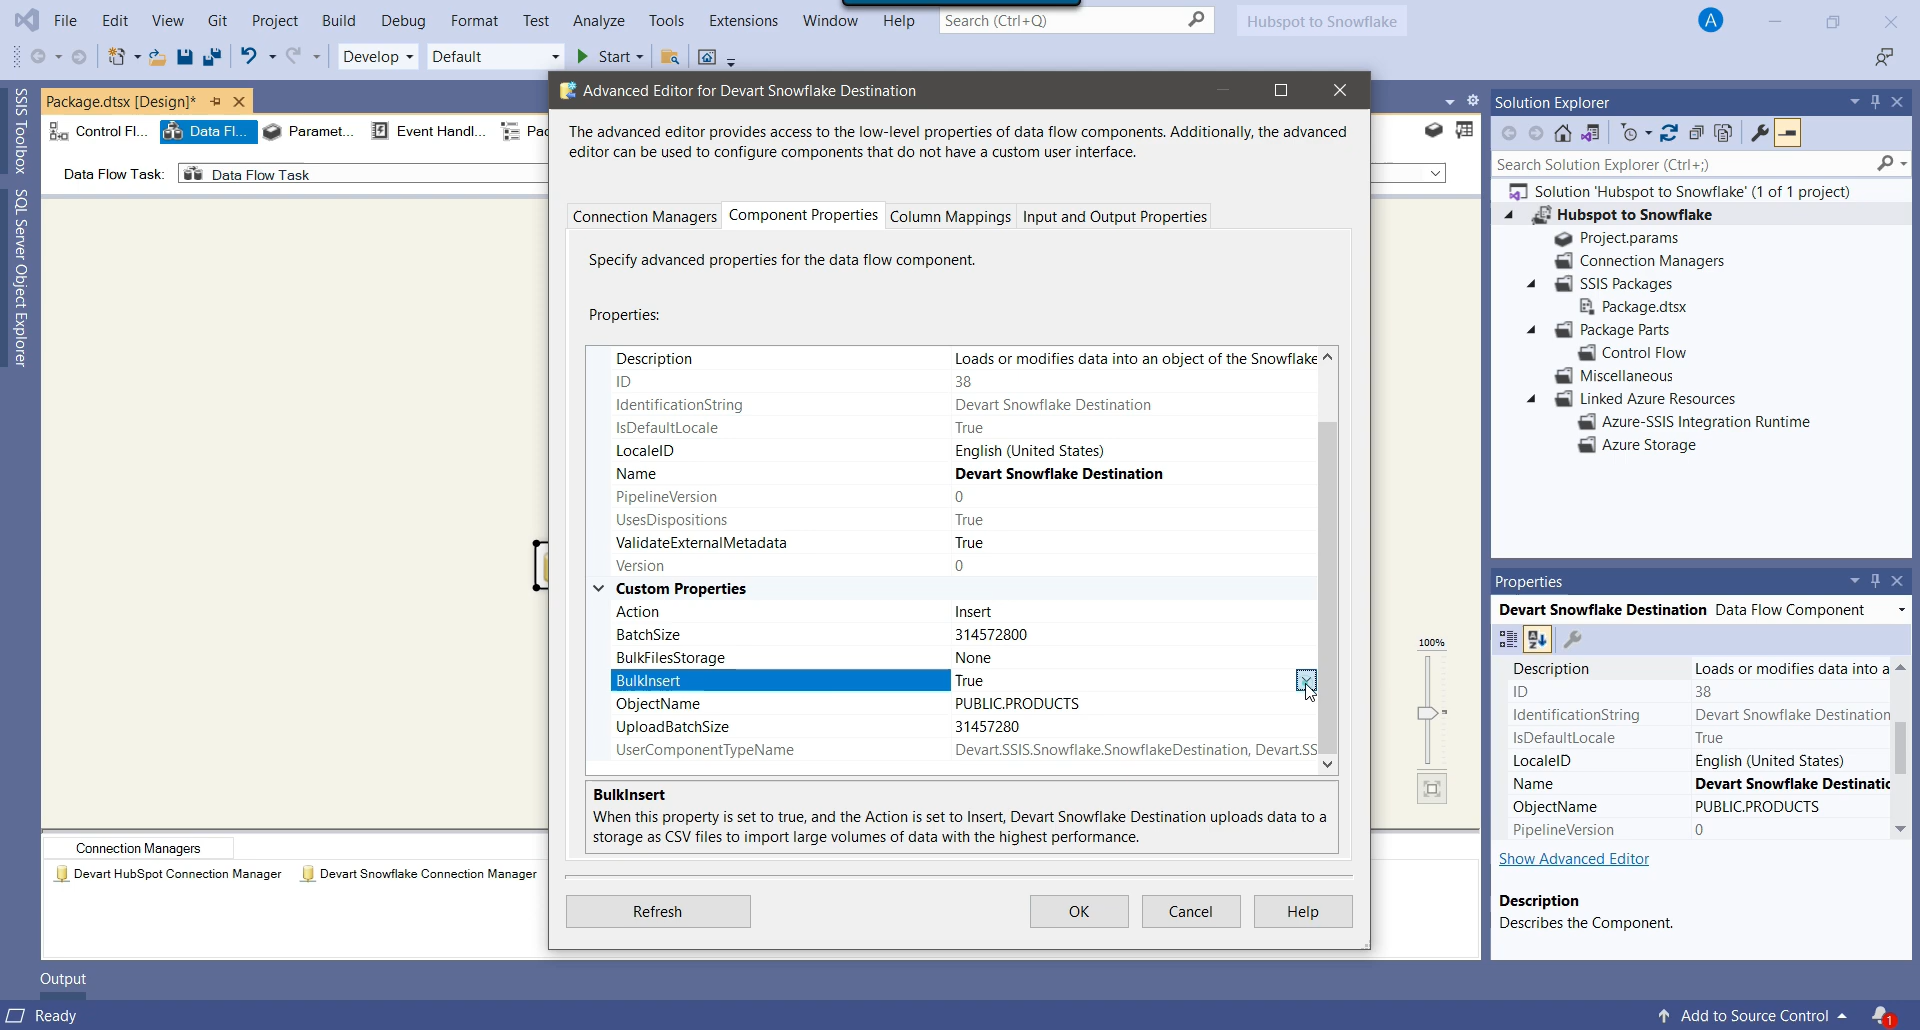 File Edit View Git Project Build Debug Format Test Analyze Tools Extensions Window Help Search (Ctrl+Q) Hubspot to Snowflake A
Develop Default Start
SSIS Toolbox
SQL Server Object Explorer
Package.dtsx [Design]*
Control Fl... Data Fl... Paramet... Event Handl... Pac
Data Flow Task: Data Flow Task
Advanced Editor for Devart Snowflake Destination
The advanced editor provides access to the low-level properties of data flow components. Additionally, the advanced
editor can be used to configure components that do not have a custom user interface.
Connection Managers Component Properties Column Mappings Input and Output Properties
Specify advanced properties for the data flow component.
Properties:
Description Loads or modifies data into an object of the Snowflake
ID 38
IdentificationString Devart Snowflake Destination
IsDefaultLocale True
LocaleID English (United States)
Name Devart Snowflake Destination
PipelineVersion 0
UsesDispositions True
ValidateExternalMetadata True
Version 0
Custom Properties
Action Insert
BatchSize 314572800
BulkFilesStorage None
BulkInsert True
ObjectName PUBLIC.PRODUCTS
UploadBatchSize 31457280
UserComponentTypeName Devart.SSIS.Snowflake.SnowflakeDestination, Devart.SS
BulkInsert
When this property is set to true, and the Action is set to Insert, Devart Snowflake Destination uploads data to a
storage as CSV files to import large volumes of data with the highest performance.
Refresh OK Cancel Help
100%
Connection Managers
Devart HubSpot Connection Manager Devart Snowflake Connection Manager
Solution Explorer
Search Solution Explorer (Ctrl+;)
Solution 'Hubspot to Snowflake' (1 of 1 project)
Hubspot to Snowflake
Project.params
Connection Managers
SSIS Packages
Package.dtsx
Package Parts
Control Flow
Miscellaneous
Linked Azure Resources
Azure-SSIS Integration Runtime
Azure Storage
Properties
Devart Snowflake Destination Data Flow Component
Description Loads or modifies data into a
ID 38
IdentificationString Devart Snowflake Destination
IsDefaultLocale True
LocaleID English (United States)
Name Devart Snowflake Destinatic
ObjectName PUBLIC.PRODUCTS
PipelineVersion 0
Show Advanced Editor
Description
Describes the Component.
Output
Ready Add to Source Control 1